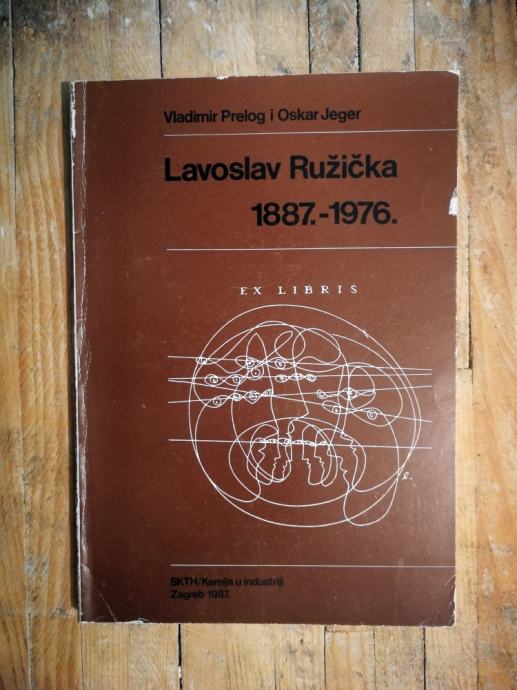 Vladimir Prelog i Oskar Jeger
Lavoslav Ružička
1887.-1976.
EX LIBRIS
SKTH/Kemija u industriji
Zagreb 1987.